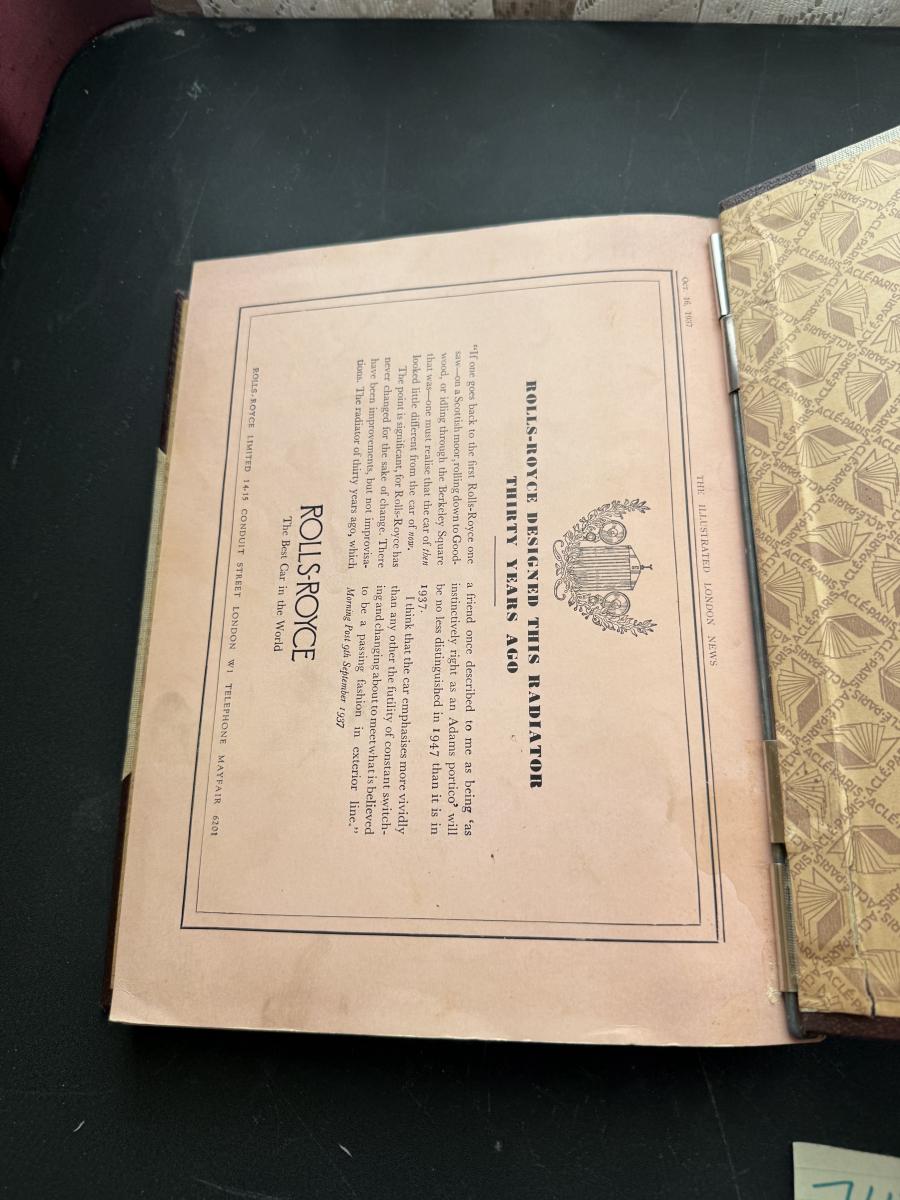 Oct. 16, 1937
THE ILLUSTRATED LONDON NEWS
ROLLS-ROYCE DESIGNED THIS RADIATOR
THIRTY YEARS AGO
"If one goes back to the first Rolls-Royce one
saw—on a Scottish moor, rolling down to Good-
wood, or idling through the Berkeley Square
that was—one must realise that the car of then
looked little different from the car of now.
The point is significant, for Rolls-Royce has
never changed for the sake of change. There
have been improvements, but not improvisa-
tions. The radiator of thirty years ago, which
a friend once described to me as being 'as
instinctively right as an Adams portico' will
be no less distinguished in 1947 than it is in
1937.
I think that the car emphasises more vividly
than any other the futility of constant switch-
ing and changing about to meet what is believed
to be a passing fashion in exterior line."
Morning Post 9th September 1937
ROLLS-ROYCE
The Best Car in the World
ROLLS-ROYCE LIMITED 14-15 CONDUIT STREET LONDON W1 TELEPHONE MAYFAIR 6201
ACLÉ-PARIS